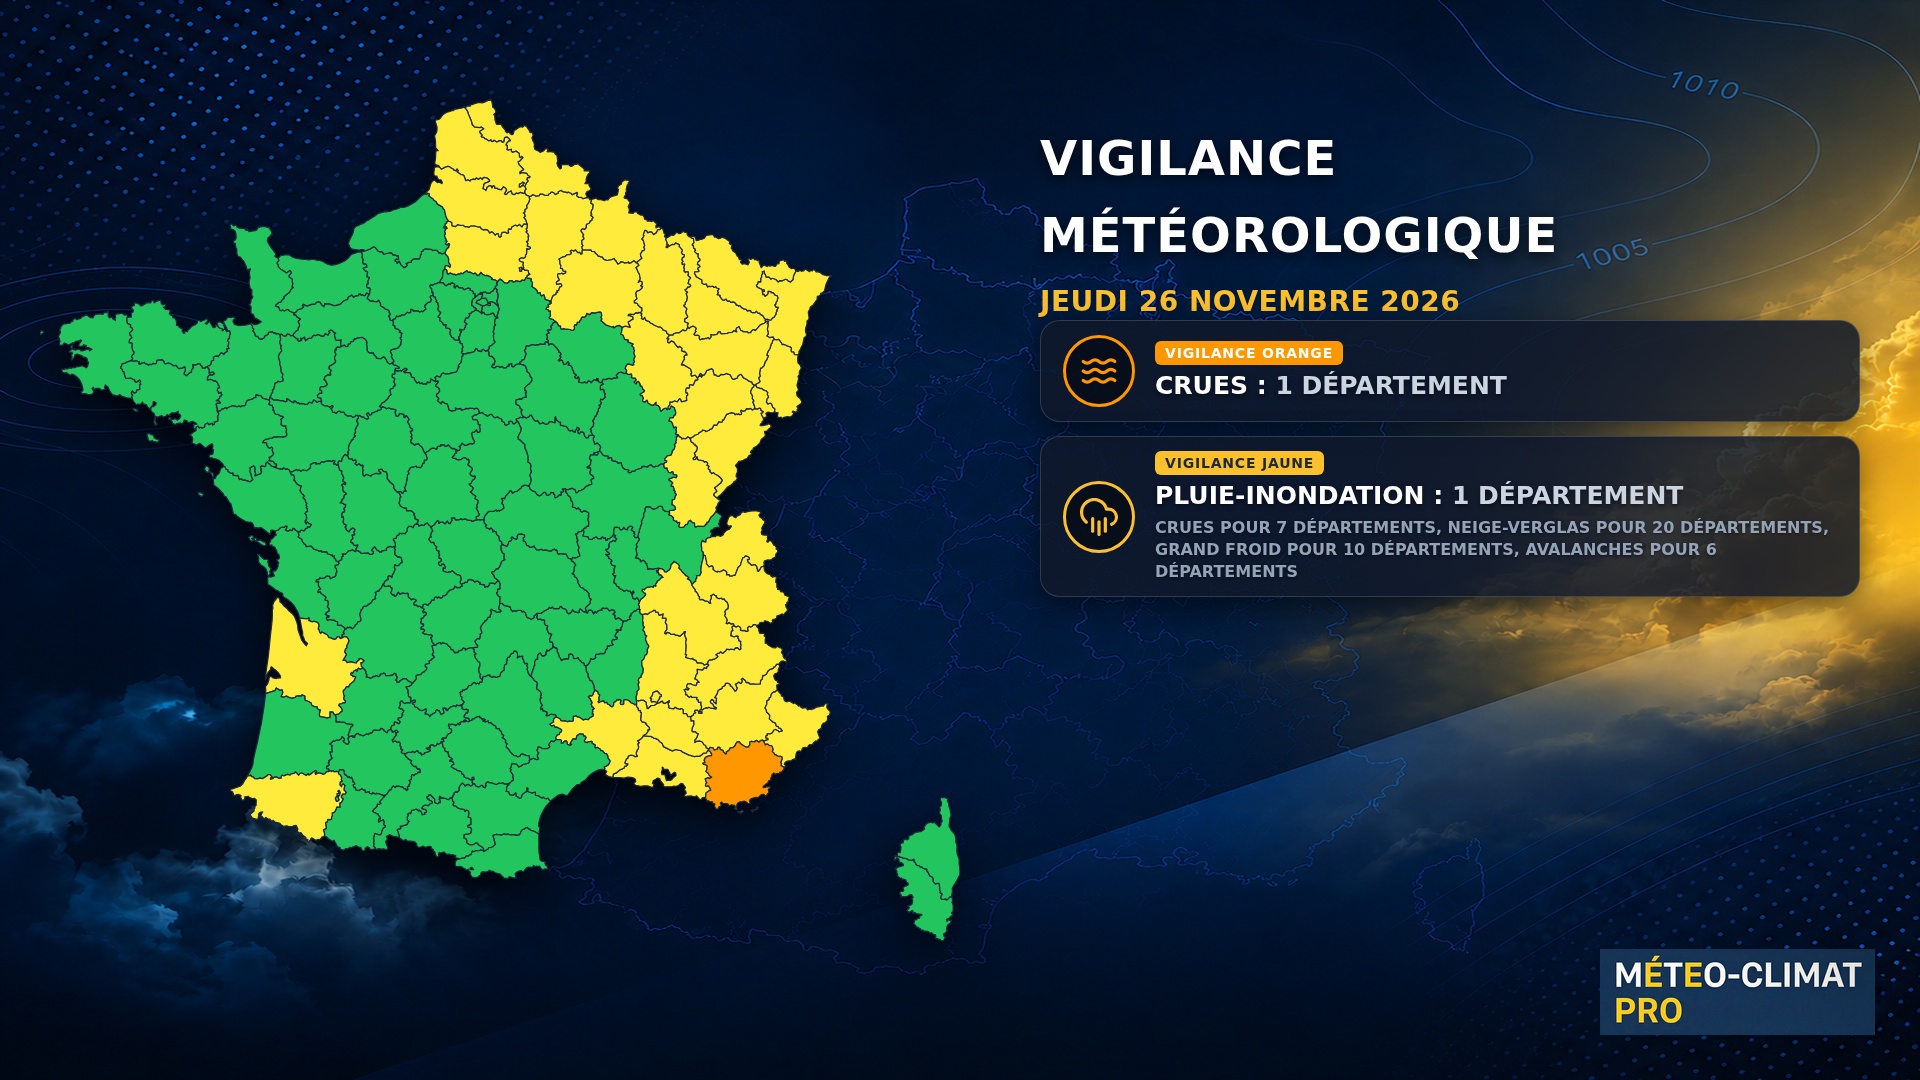 1010
VIGILANCE
MÉTÉOROLOGIQUE
1005
JEUDI 26 NOVEMBRE 2026
VIGILANCE ORANGE
CRUES : 1 DÉPARTEMENT
VIGILANCE JAUNE
PLUIE-INONDATION : 1 DÉPARTEMENT
CRUES POUR 7 DÉPARTEMENTS, NEIGE-VERGLAS POUR 20 DÉPARTEMENTS,
GRAND FROID POUR 10 DÉPARTEMENTS, AVALANCHES POUR 6
DÉPARTEMENTS
MÉTEO-CLIMAT
PRO